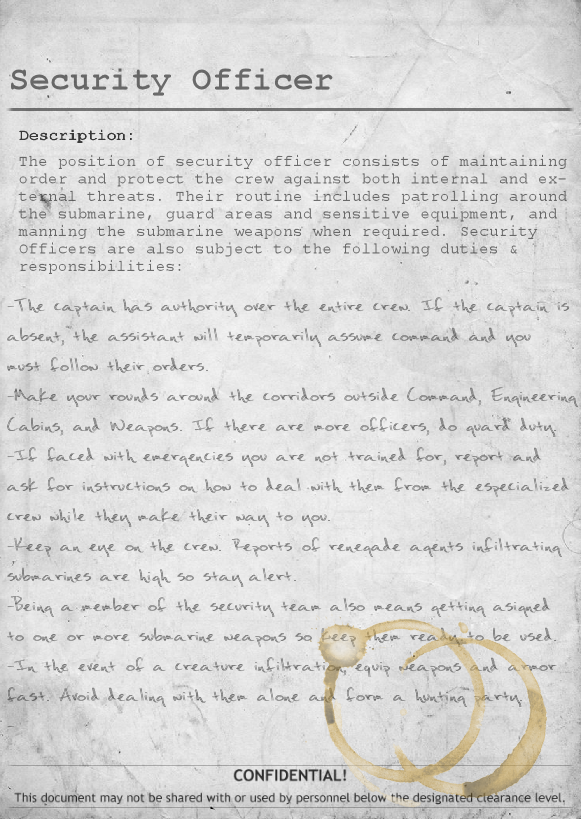 Security Officer
Description:
The position of security officer consists of maintaining
order and protect the crew against both internal and ex-
ternal threats. Their routine includes patrolling around
the submarine, guard areas and sensitive equipment, and
manning the submarine weapons when required. Security
Officers are also subject to the following duties &
responsibilities:
-The captain has authority over the entire crew. If the captain is
absent, the assistant will temporarily assume command and you
must follow their orders.
-Make your rounds around the corridors outside Command, Engineering
Cabins, and Weapons. If there are more officers, do guard duty.
-If faced with emergencies you are not trained for, report and
ask for instructions on how to deal with them from the especialized
crew while they make their way to you.
-Keep an eye on the crew. Reports of renegade agents infiltrating
submarines are high so stay alert.
-Being a member of the security team also means getting asigned
to one or more submarine weapons so keep them ready to be used.
-In the event of a creature infiltration, equip weapons and armor
fast. Avoid dealing with them alone and form a hunting party.
CONFIDENTIAL!
This document may not be shared with or used by personnel below the designated clearance level.